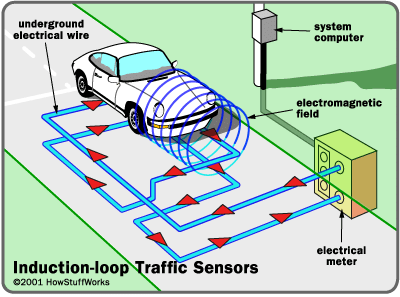 underground
electrical wire
system
computer
electromagnetic
field
electrical
meter
Induction-loop Traffic Sensors
©2001 HowStuffWorks